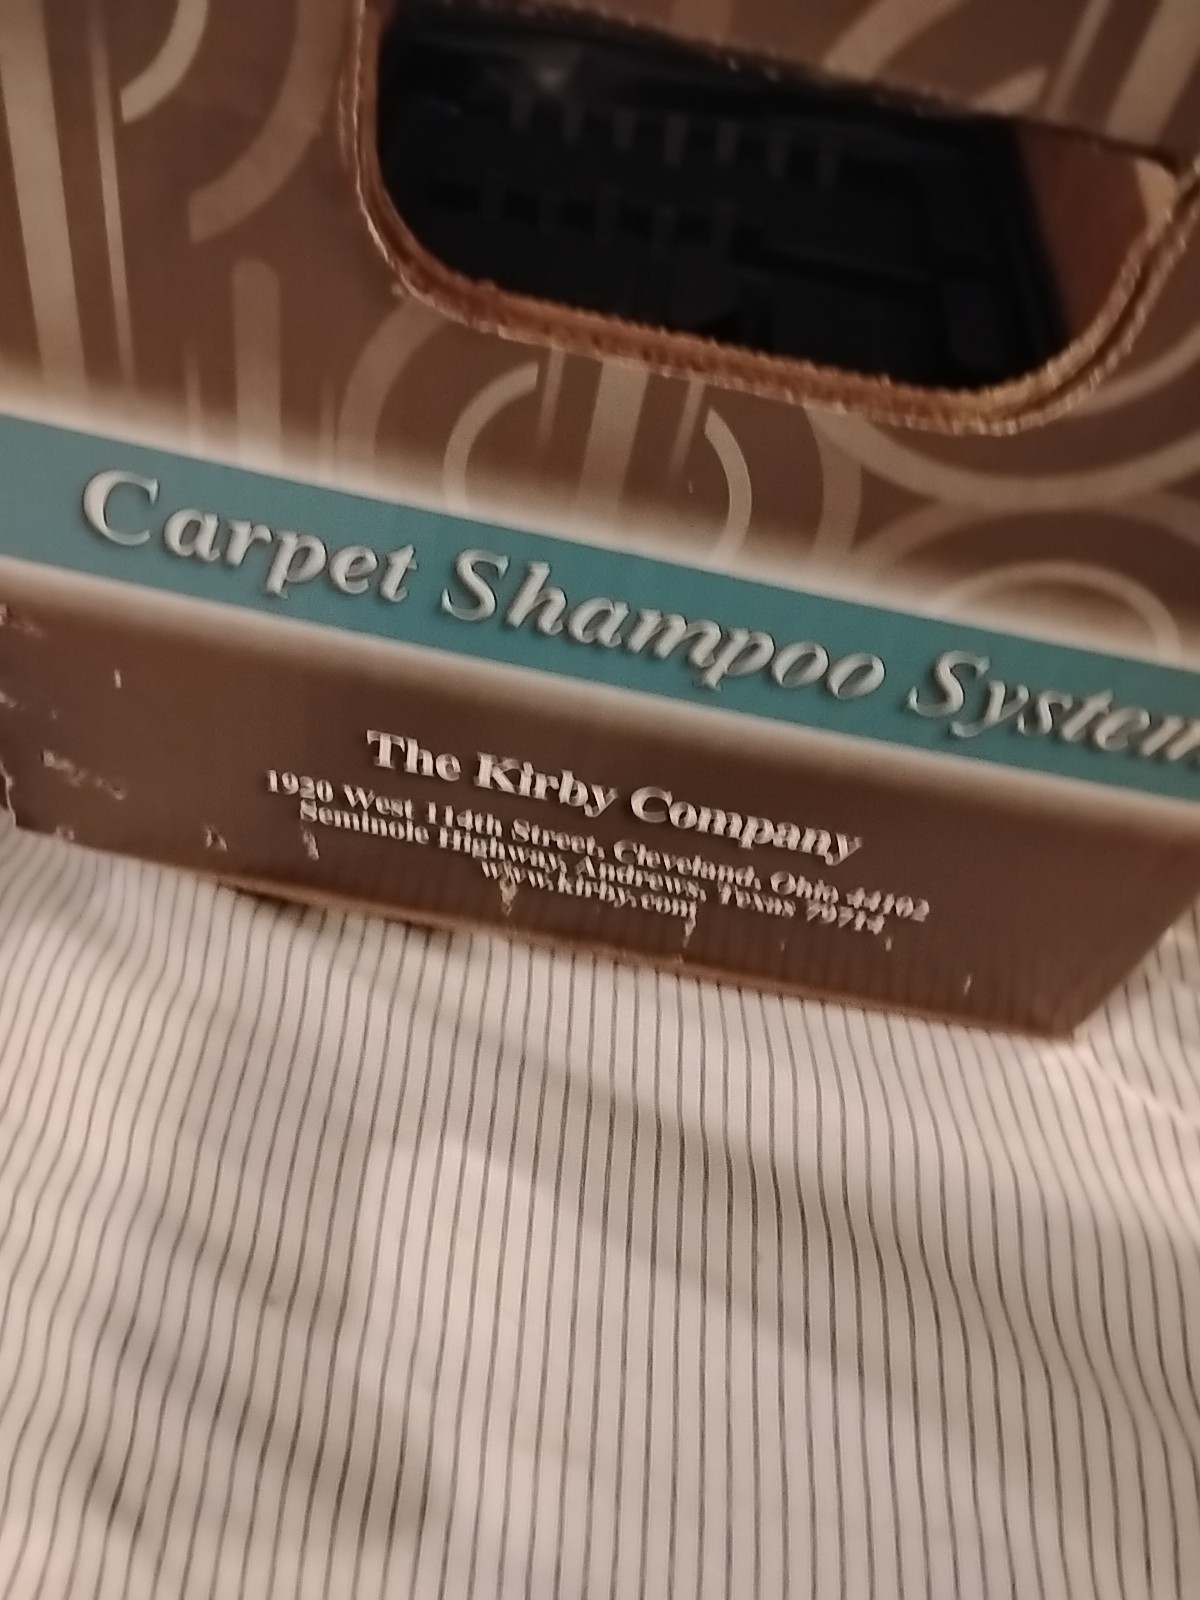 Carpet Shampoo System
The Kirby Company
1920 West 114th Street, Cleveland, Ohio 44102
Seminole Highway, Andrews, Texas 79714
www.kirby.com